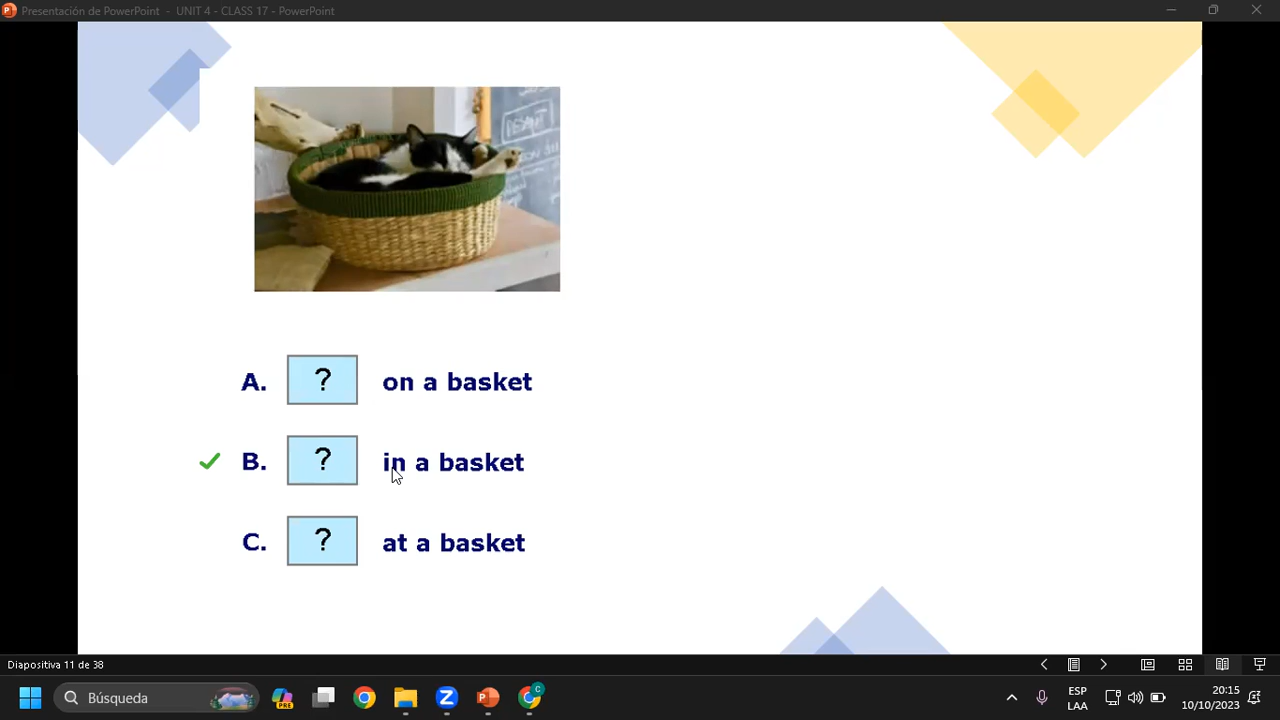 Presentación de PowerPoint - UNIT 4 - CLASS 17 - PowerPoint
A. ? on a basket
B. ? in a basket
C. ? at a basket
Diapositiva 11 de 38
Búsqueda
PRE
C
ESP
LAA
20:15
10/10/2023